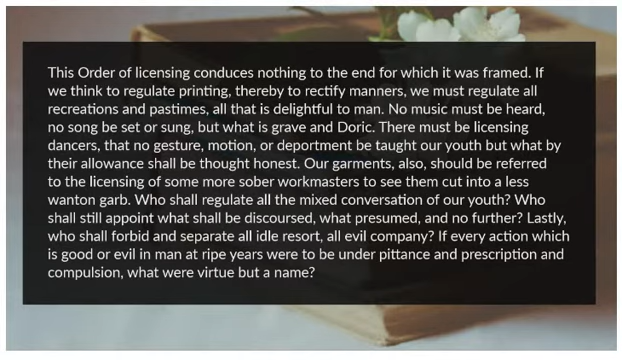 This Order of licensing conduces nothing to the end for which it was framed. If
we think to regulate printing, thereby to rectify manners, we must regulate all
recreations and pastimes, all that is delightful to man. No music must be heard,
no song be set or sung, but what is grave and Doric. There must be licensing
dancers, that no gesture, motion, or deportment be taught our youth but what by
their allowance shall be thought honest. Our garments, also, should be referred
to the licensing of some more sober workmasters to see them cut into a less
wanton garb. Who shall regulate all the mixed conversation of our youth? Who
shall still appoint what shall be discoursed, what presumed, and no further? Lastly,
who shall forbid and separate all idle resort, all evil company? If every action which
is good or evil in man at ripe years were to be under pittance and prescription and
compulsion, what were virtue but a name?